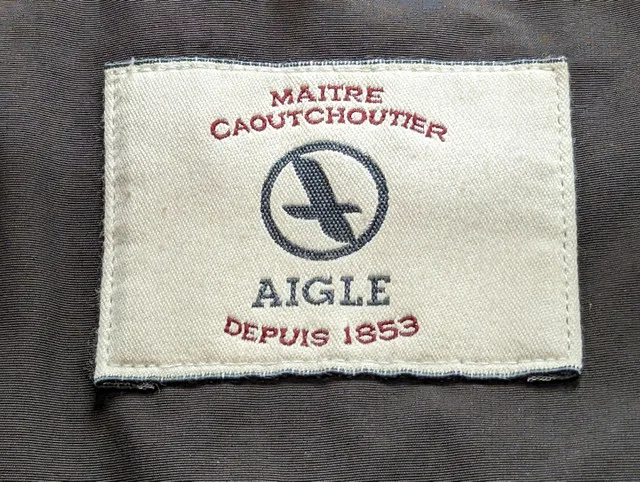 MAITRE
CAOUTCHOUTIER
AIGLE
DEPUIS 1853